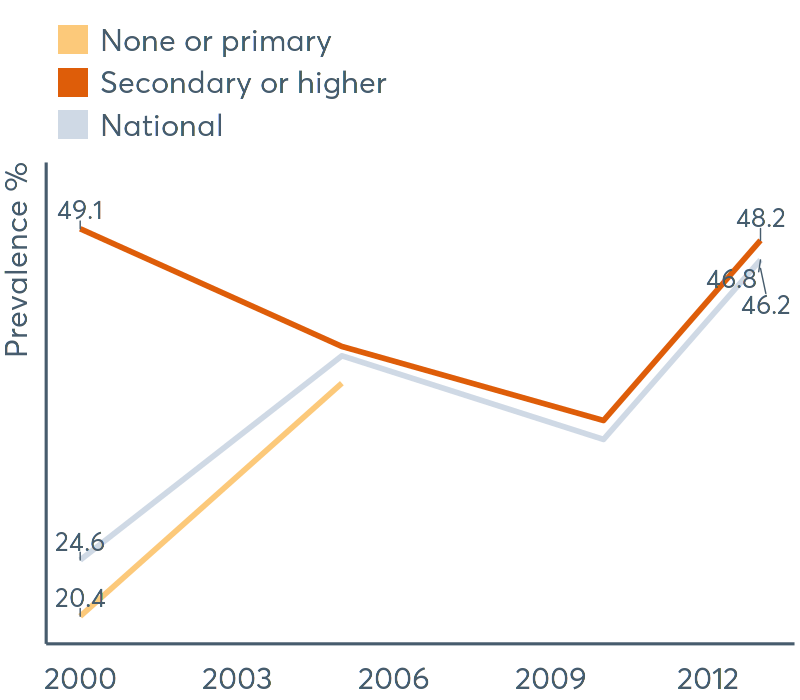 None or primary
Secondary or higher
National
Prevalence %
49.1
48.2
46.8
46.2
24.6
20.4
2000 2003 2006 2009 2012